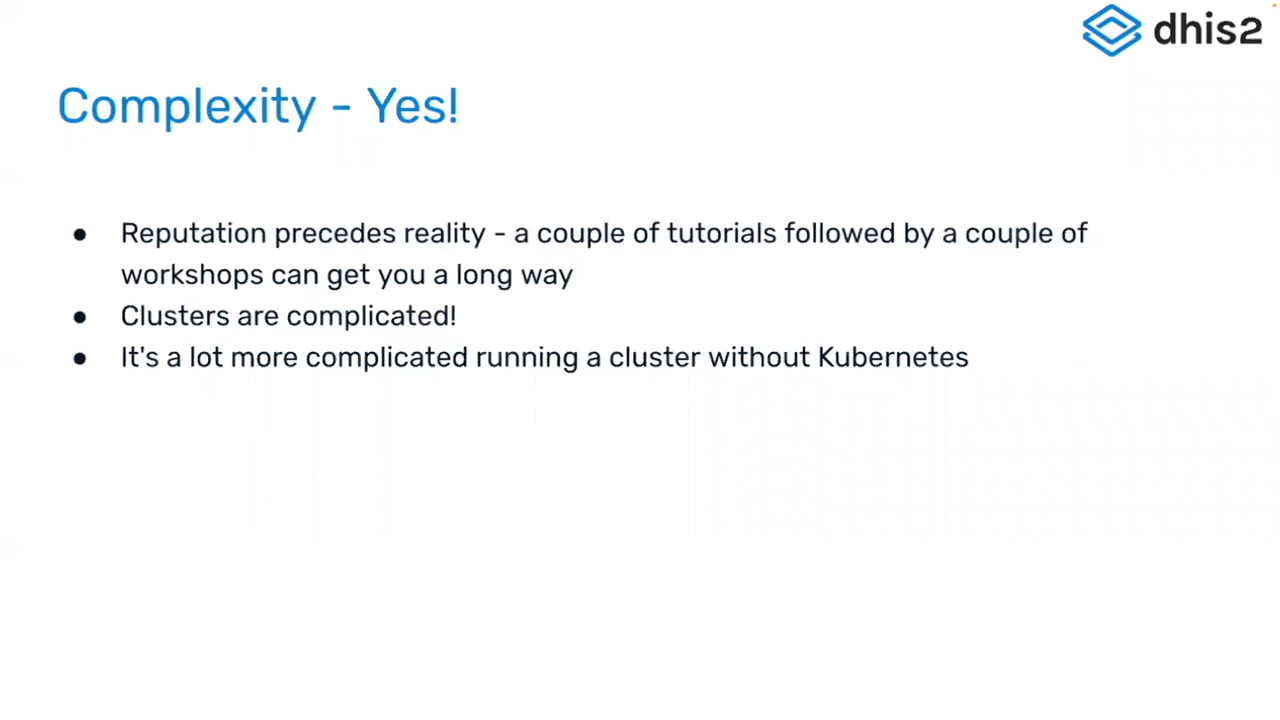 dhis2
Complexity - Yes!
● Reputation precedes reality - a couple of tutorials followed by a couple of
workshops can get you a long way
● Clusters are complicated!
● It's a lot more complicated running a cluster without Kubernetes